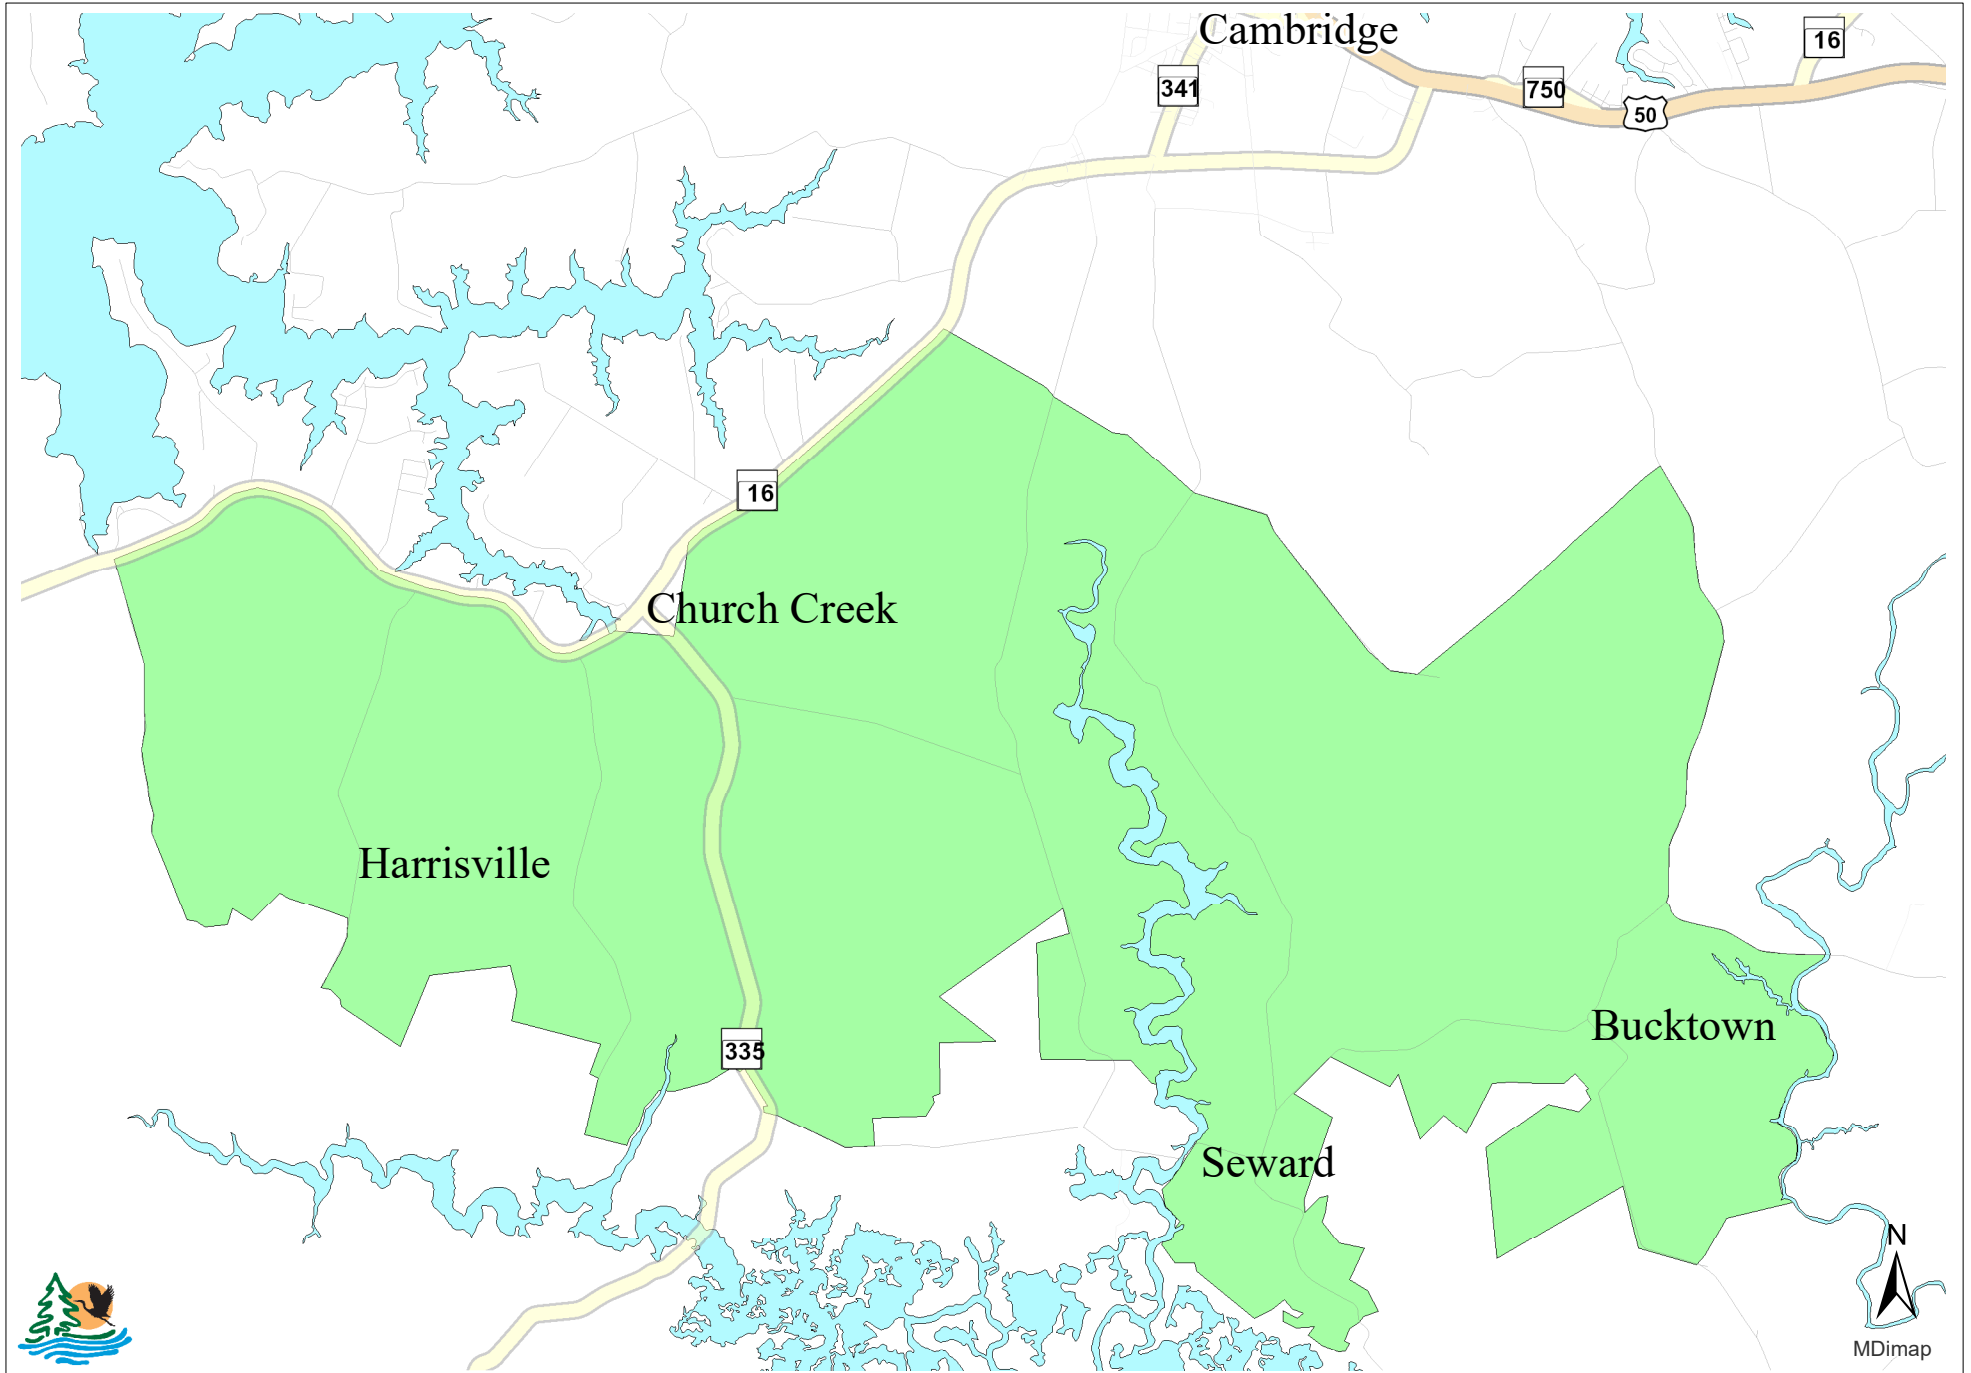 Cambridge
16
341
750
50
16
Church Creek
Harrisville
Bucktown
335
Seward
N
MDimap